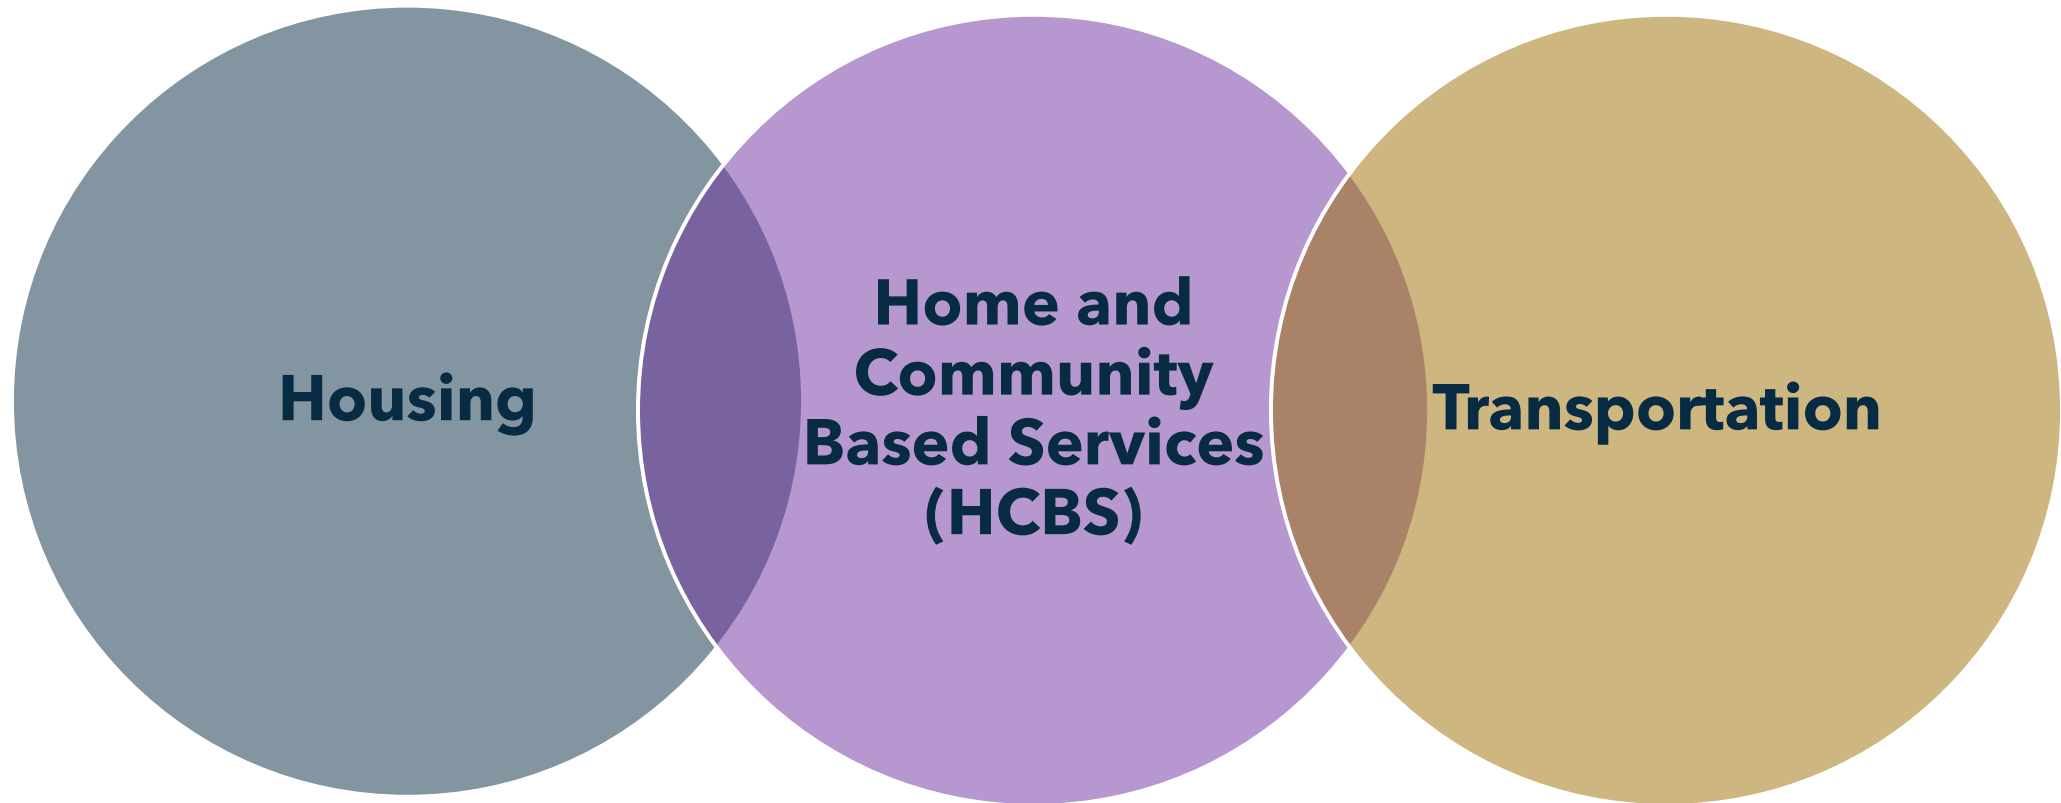 Housing
Home and
Community
Based Services
(HCBS)
Transportation